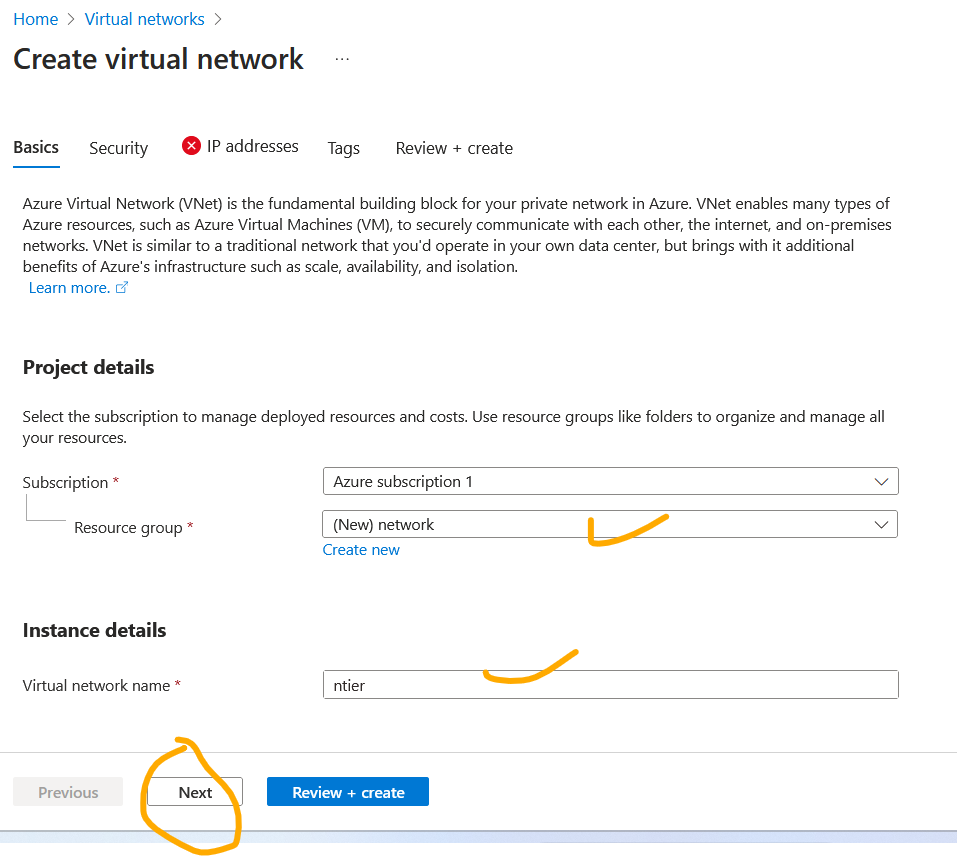 Home > Virtual networks >
Create virtual network ...
Basics Security IP addresses Tags Review + create
Azure Virtual Network (VNet) is the fundamental building block for your private network in Azure. VNet enables many types of
Azure resources, such as Azure Virtual Machines (VM), to securely communicate with each other, the internet, and on-premises
networks. VNet is similar to a traditional network that you'd operate in your own data center, but brings with it additional
benefits of Azure's infrastructure such as scale, availability, and isolation.
Learn more.
Project details
Select the subscription to manage deployed resources and costs. Use resource groups like folders to organize and manage all
your resources.
Subscription * Azure subscription 1
Resource group * (New) network
Create new
Instance details
Virtual network name * ntier
Previous Next Review + create